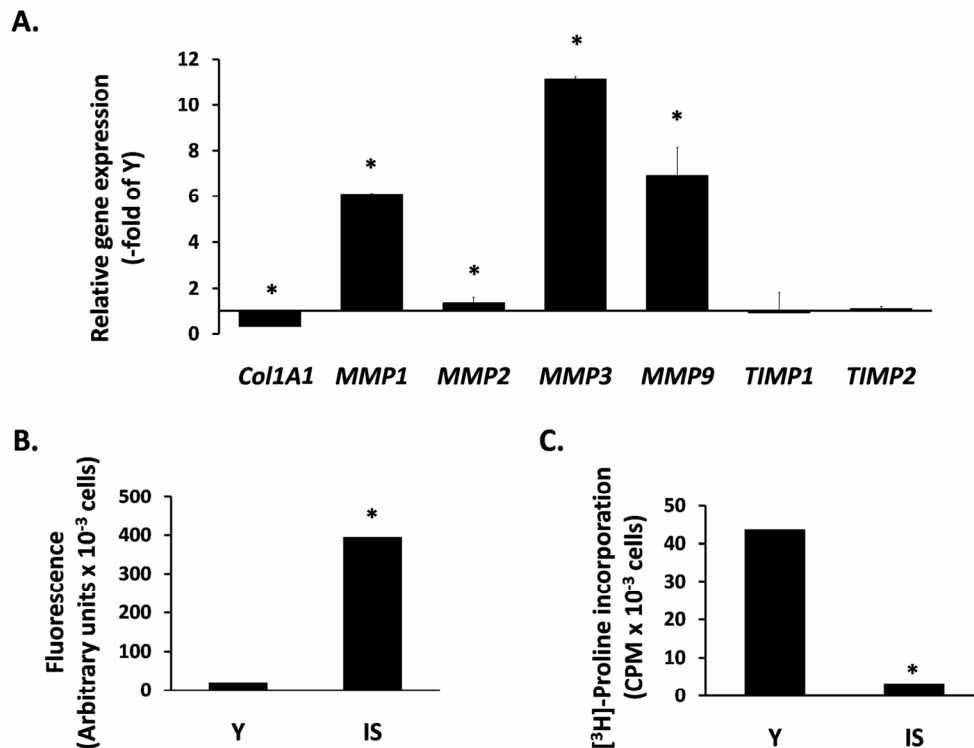 A.
Relative gene expression
(-fold of Y)
12
10
8
6
4
2
0
*
*
*
*
*
Col1A1 MMP1 MMP2 MMP3 MMP9 TIMP1 TIMP2
B.
Fluorescence
(Arbitrary units x 10⁻³ cells)
500
400
300
200
100
0
*
Y IS
C.
[³H]-Proline incorporation
(CPM x 10⁻³ cells)
50
40
30
20
10
0
*
Y IS